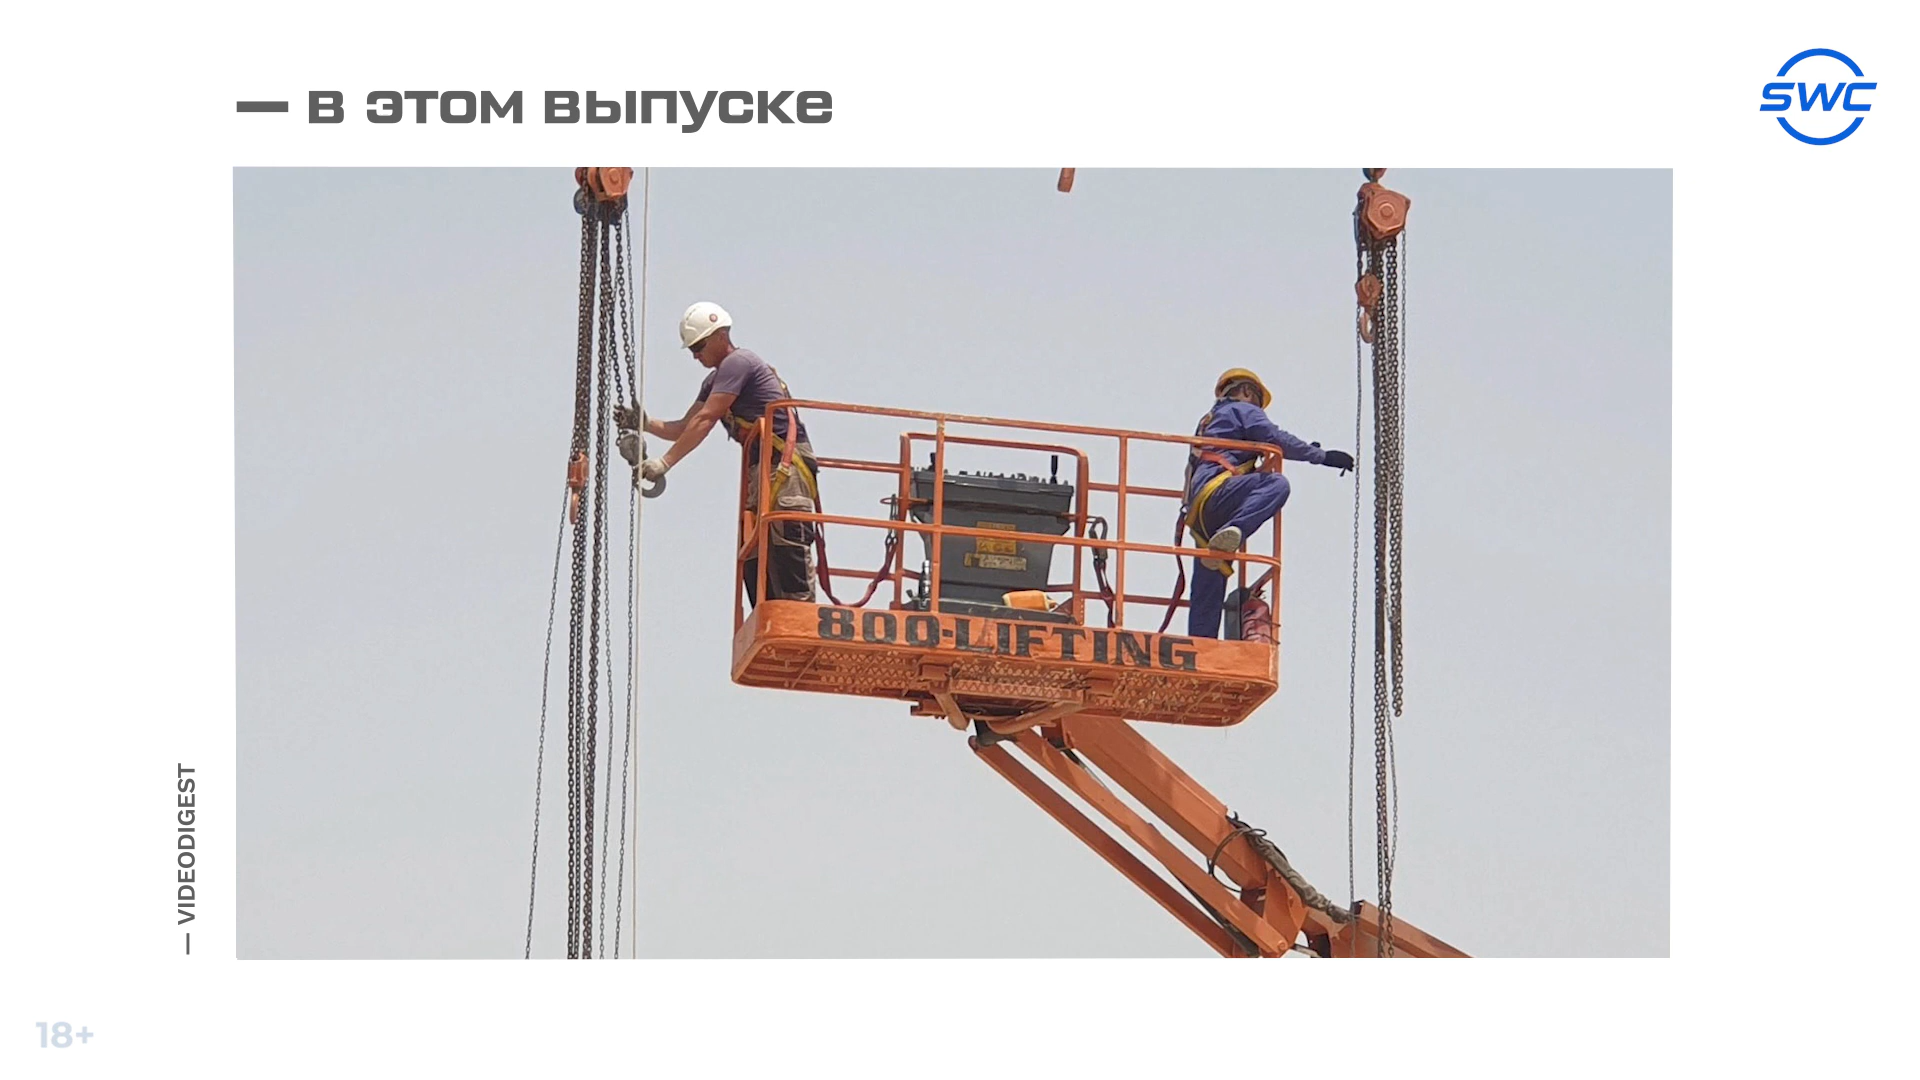 — в этом выпуске
SWC
800-LIFTING
— VIDEODIGEST
18+